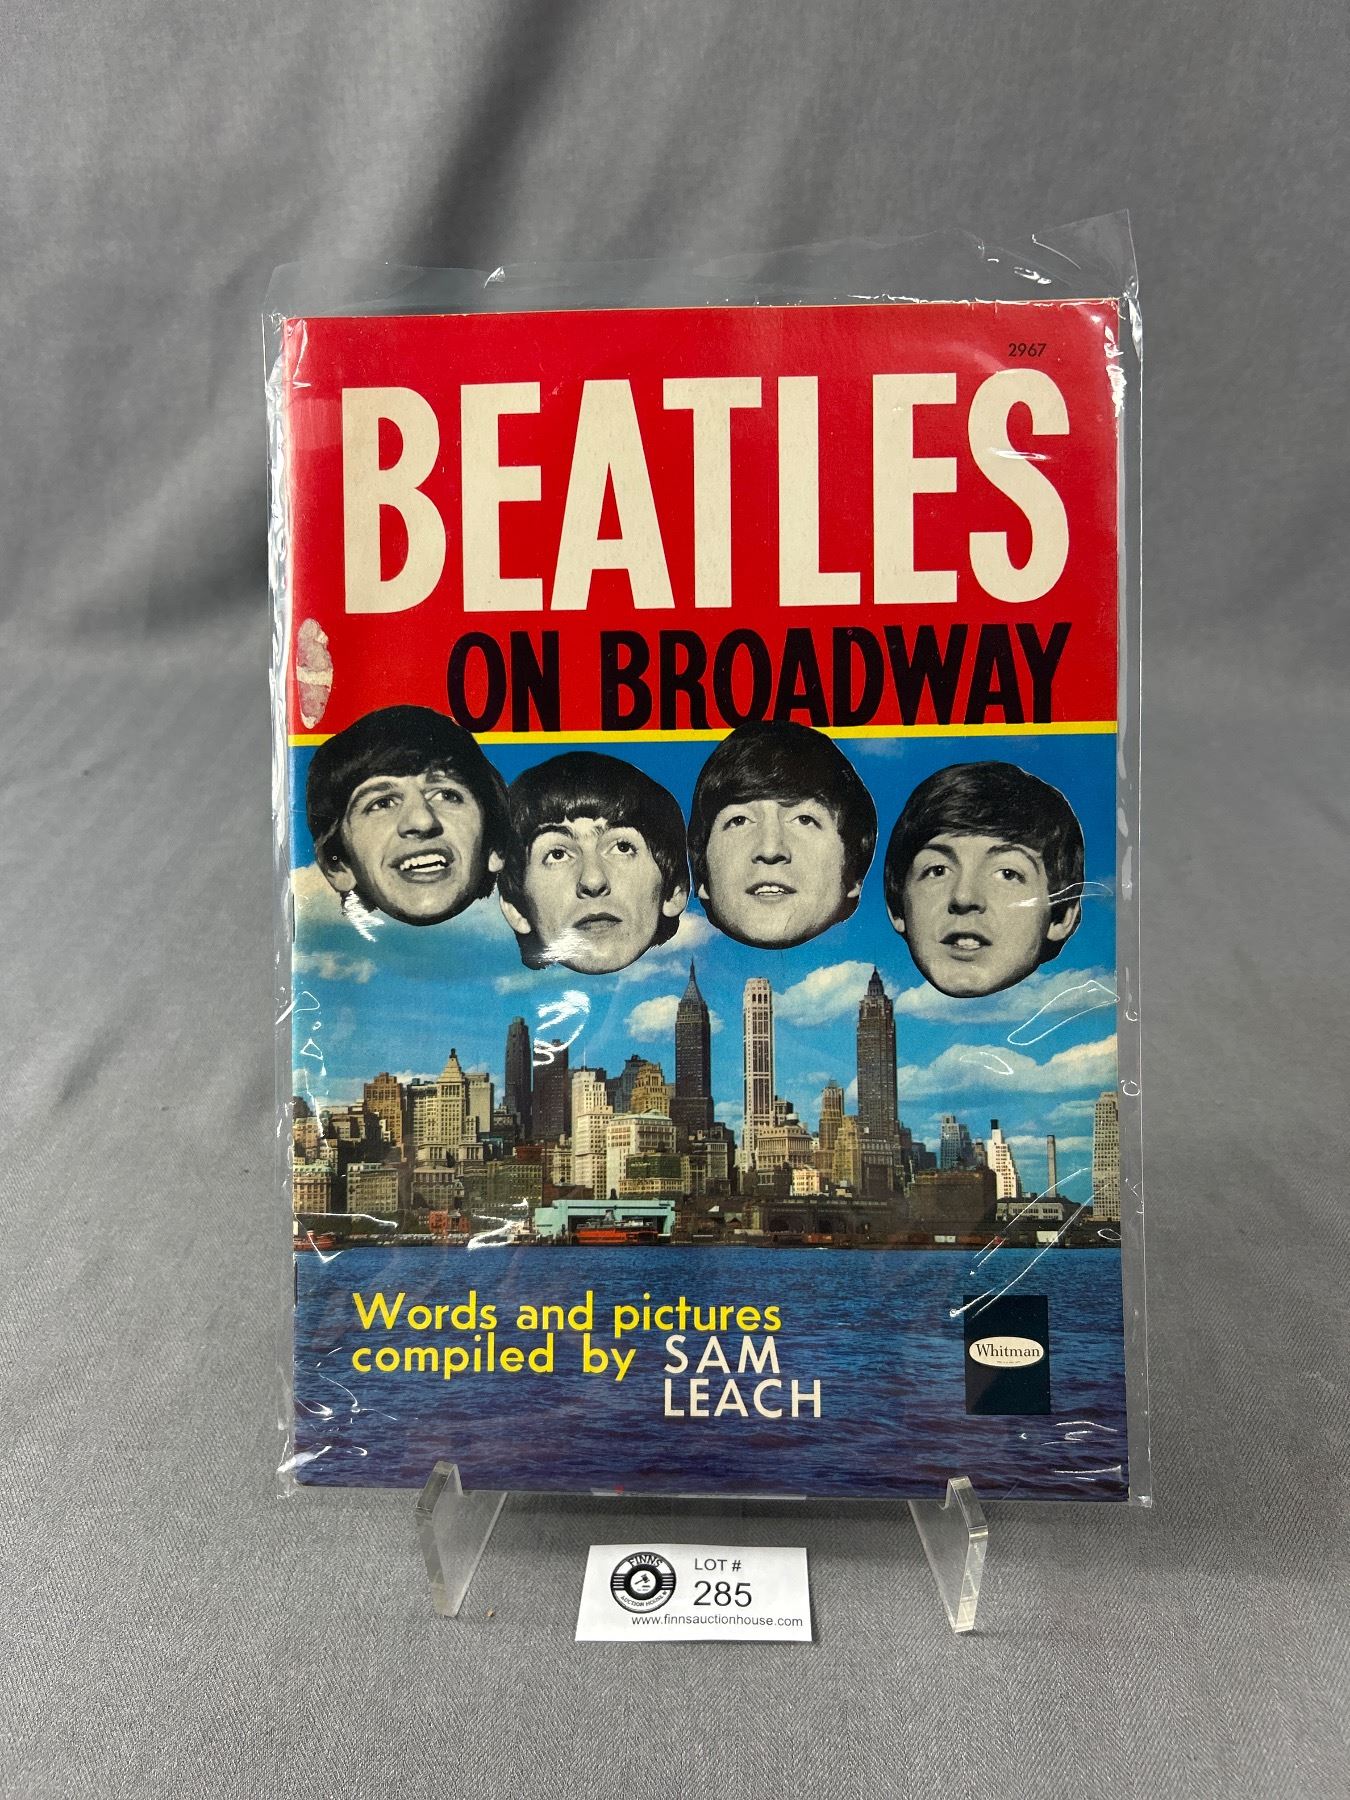 2967
BEATLES
ON BROADWAY
Words and pictures
compiled by SAM
LEACH
Whitman
FINNS
AUCTION HOUSE
LOT #
285
www.finnsauctionhouse.com